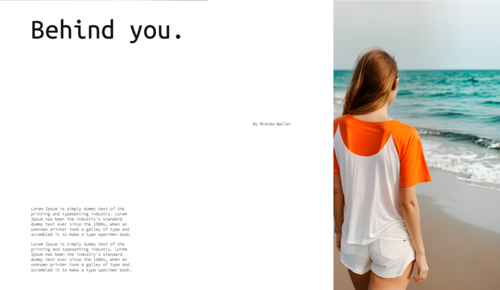 Behind you.
By Brenda Waller
Lorem Ipsum is simply dummy text of the
printing and typesetting industry. Lorem
Ipsum has been the industry's standard
dummy text ever since the 1500s, when an
unknown printer took a galley of type and
scrambled it to make a type specimen book.
Lorem Ipsum is simply dummy text of the
printing and typesetting industry. Lorem
Ipsum has been the industry's standard
dummy text ever since the 1500s, when an
unknown printer took a galley of type and
scrambled it to make a type specimen book.